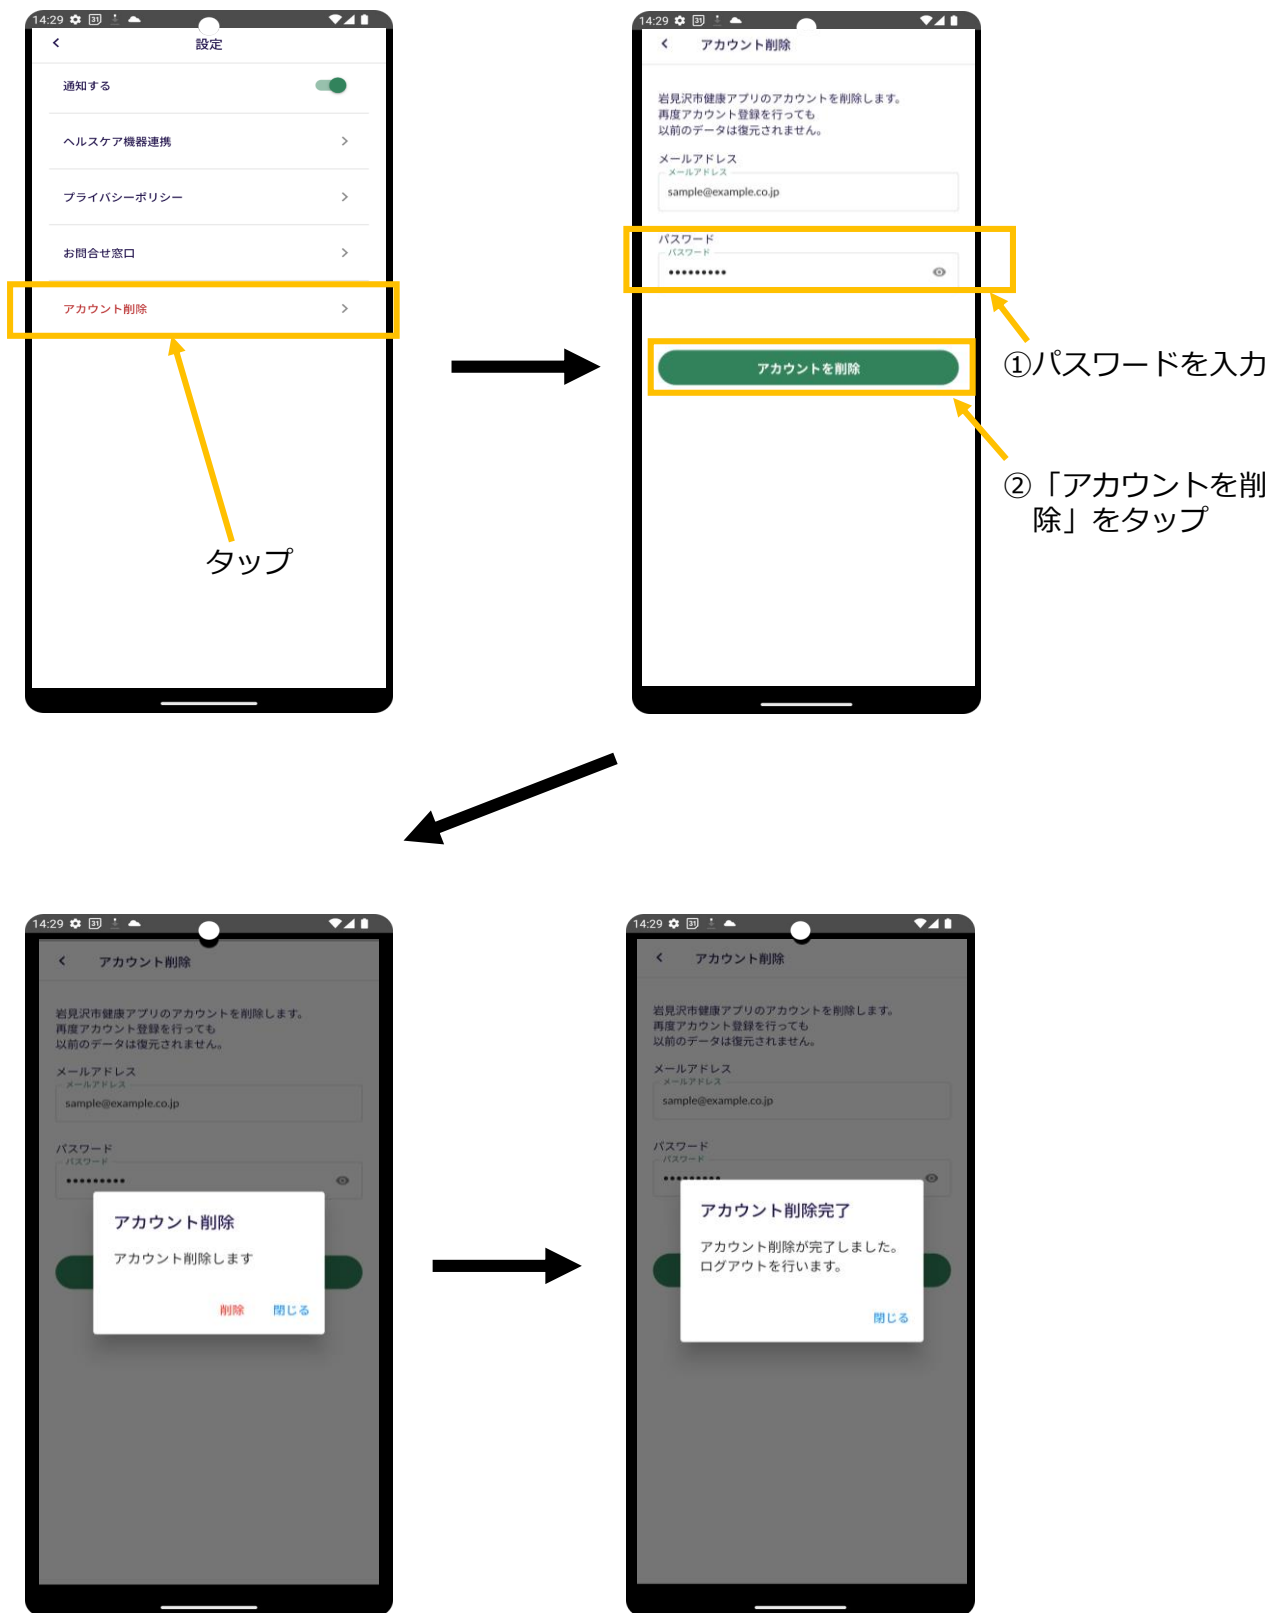 14:29
設定
通知する
ヘルスケア機器連携
プライバシーポリシー
お問合せ窓口
アカウント削除
タップ
14:29
アカウント削除
岩見沢市健康アプリのアカウントを削除します。
再度アカウント登録を行っても
以前のデータは復元されません。
メールアドレス
メールアドレス
sample@example.co.jp
パスワード
パスワード
•••••••••
アカウントを削除
①パスワードを入力
②「アカウントを削
除」をタップ
14:29
アカウント削除
岩見沢市健康アプリのアカウントを削除します。
再度アカウント登録を行っても
以前のデータは復元されません。
メールアドレス
メールアドレス
sample@example.co.jp
パスワード
パスワード
•••••••••
アカウント削除
アカウント削除します
削除 閉じる
14:29
アカウント削除
岩見沢市健康アプリのアカウントを削除します。
再度アカウント登録を行っても
以前のデータは復元されません。
メールアドレス
メールアドレス
sample@example.co.jp
パスワード
パスワード
•••••••••
アカウント削除完了
アカウント削除が完了しました。
ログアウトを行います。
閉じる